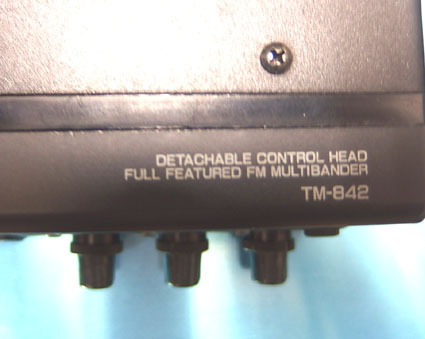 DETACHABLE CONTROL HEAD
FULL FEATURED FM MULTIBANDER
TM-842